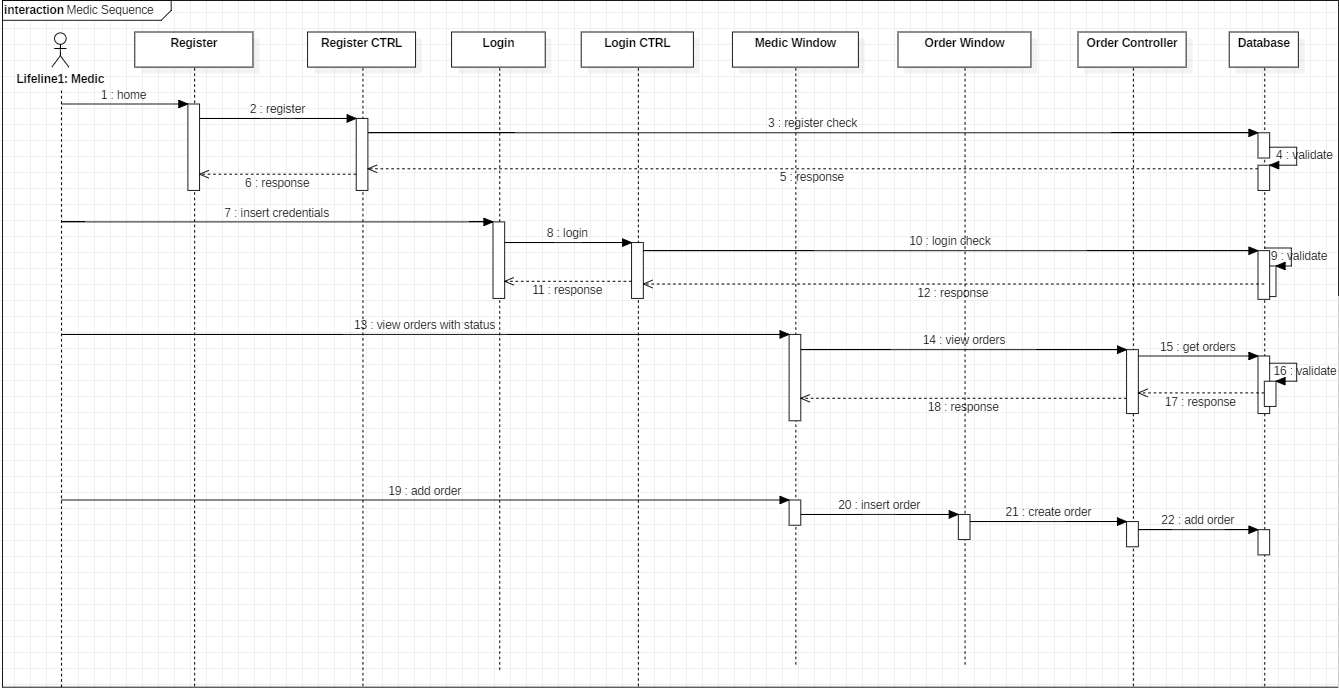 interaction Medic Sequence
Lifeline1: Medic
Register
Register CTRL
Login
Login CTRL
Medic Window
Order Window
Order Controller
Database
1 : home
2 : register
3 : register check
4 : validate
5 : response
6 : response
7 : insert credentials
8 : login
10 : login check
9 : validate
11 : response
12 : response
13 : view orders with status
14 : view orders
15 : get orders
16 : validate
17 : response
18 : response
19 : add order
20 : insert order
21 : create order
22 : add order